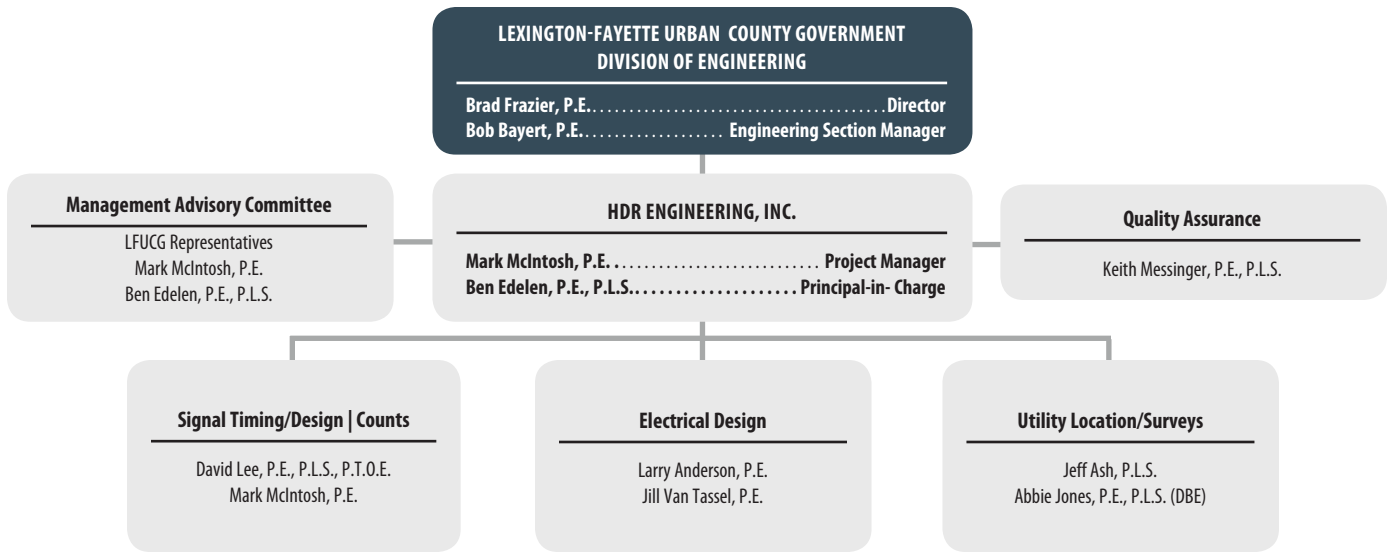 LEXINGTON-FAYETTE URBAN COUNTY GOVERNMENT
DIVISION OF ENGINEERING
Brad Frazier, P.E. Director
Bob Bayert, P.E. Engineering Section Manager
Management Advisory Committee
LFUCG Representatives
Mark McIntosh, P.E.
Ben Edelen, P.E., P.L.S.
HDR ENGINEERING, INC.
Mark McIntosh, P.E. Project Manager
Ben Edelen, P.E., P.L.S. Principal-in- Charge
Quality Assurance
Keith Messinger, P.E., P.L.S.
Signal Timing/Design | Counts
David Lee, P.E., P.L.S., P.T.O.E.
Mark McIntosh, P.E.
Electrical Design
Larry Anderson, P.E.
Jill Van Tassel, P.E.
Utility Location/Surveys
Jeff Ash, P.L.S.
Abbie Jones, P.E., P.L.S. (DBE)